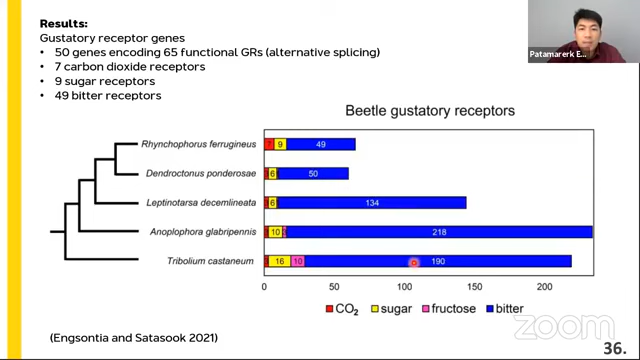 Results:
Gustatory receptor genes
• 50 genes encoding 65 functional GRs (alternative splicing)
• 7 carbon dioxide receptors
• 9 sugar receptors
• 49 bitter receptors
Patamarerk E...
Beetle gustatory receptors
Rhynchophorus ferrugineus 7 9 49
Dendroctonus ponderosae 6 50
Leptinotarsa decemlineata 6 134
Anoplophora glabripennis 10 218
Tribolium castaneum 16 10 190
0 50 100 150 200
CO2 sugar fructose bitter
(Engsontia and Satasook 2021)
zoom
36.